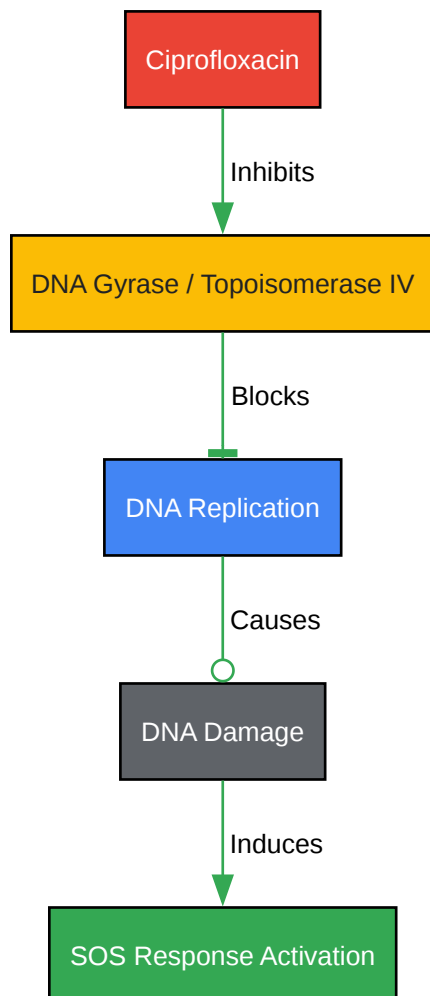 Ciprofloxacin
Inhibits
DNA Gyrase / Topoisomerase IV
Blocks
DNA Replication
Causes
DNA Damage
Induces
SOS Response Activation